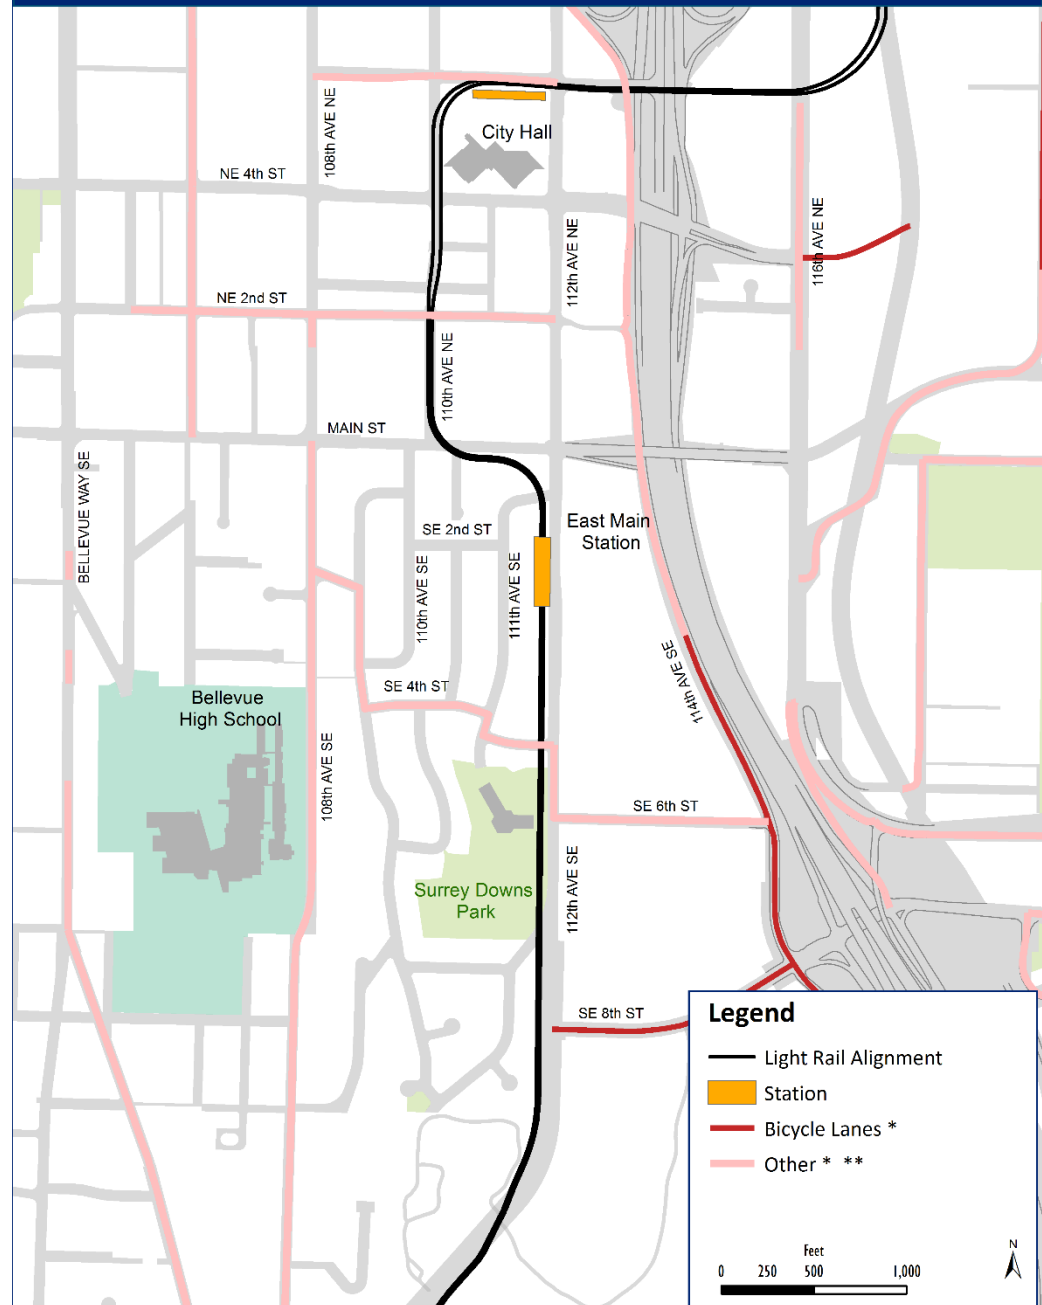 108th AVE NE
City Hall
NE 4th ST
112th AVE NE
116th AVE NE
NE 2nd ST
110th AVE NE
MAIN ST
BELLEVUE WAY SE
SE 2nd ST
East Main
Station
110th AVE SE
111th AVE SE
114th AVE SE
SE 4th ST
Bellevue
High School
108th AVE SE
SE 6th ST
112th AVE SE
Surrey Downs
Park
SE 8th ST
Legend
Light Rail Alignment
Station
Bicycle Lanes *
Other * **
Feet
0 250 500 1,000
N